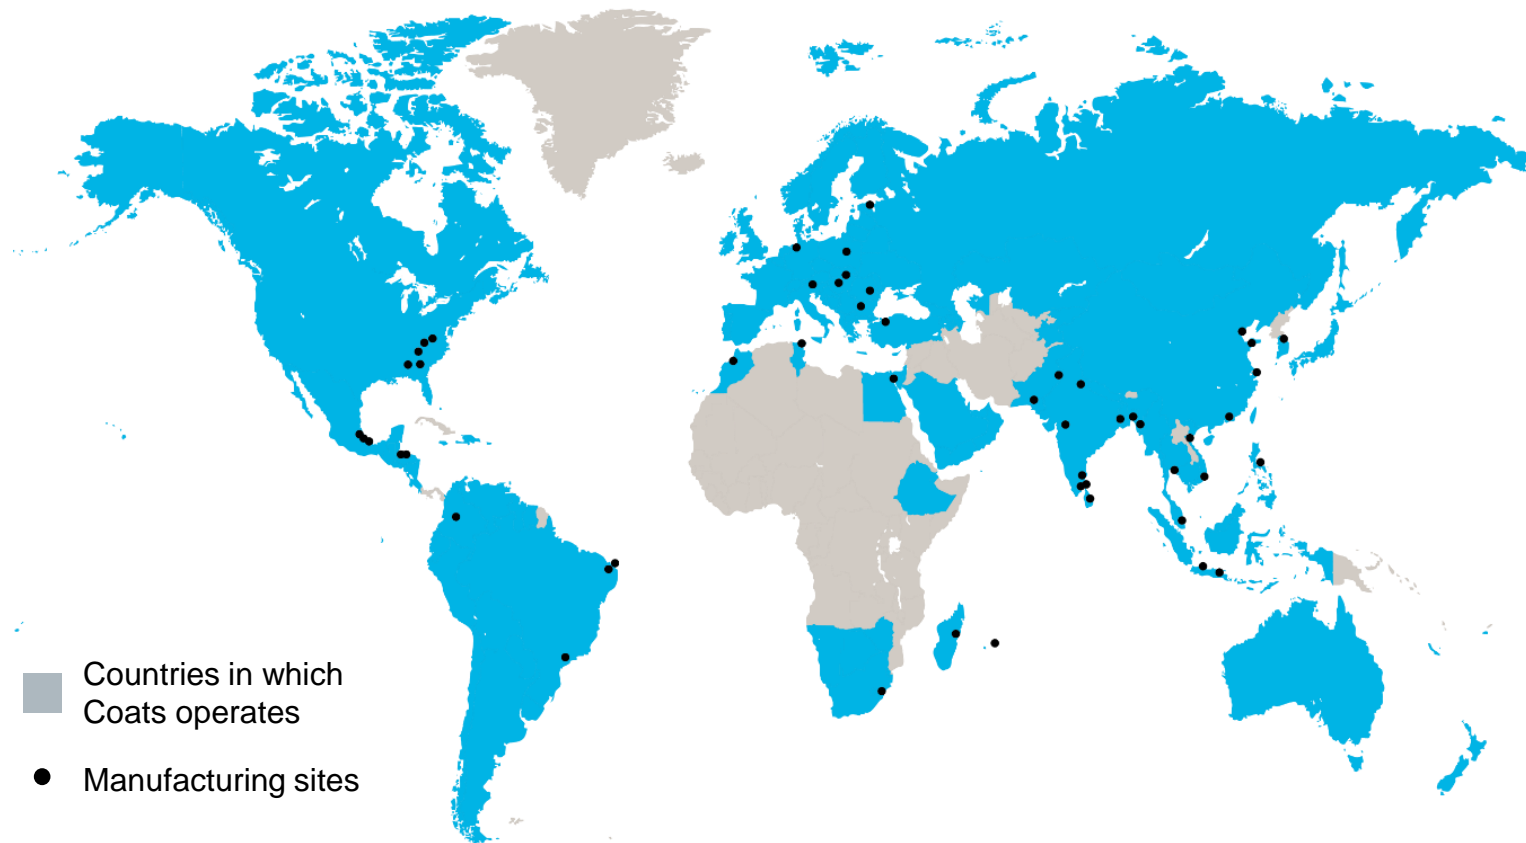 Countries in which
Coats operates
Manufacturing sites